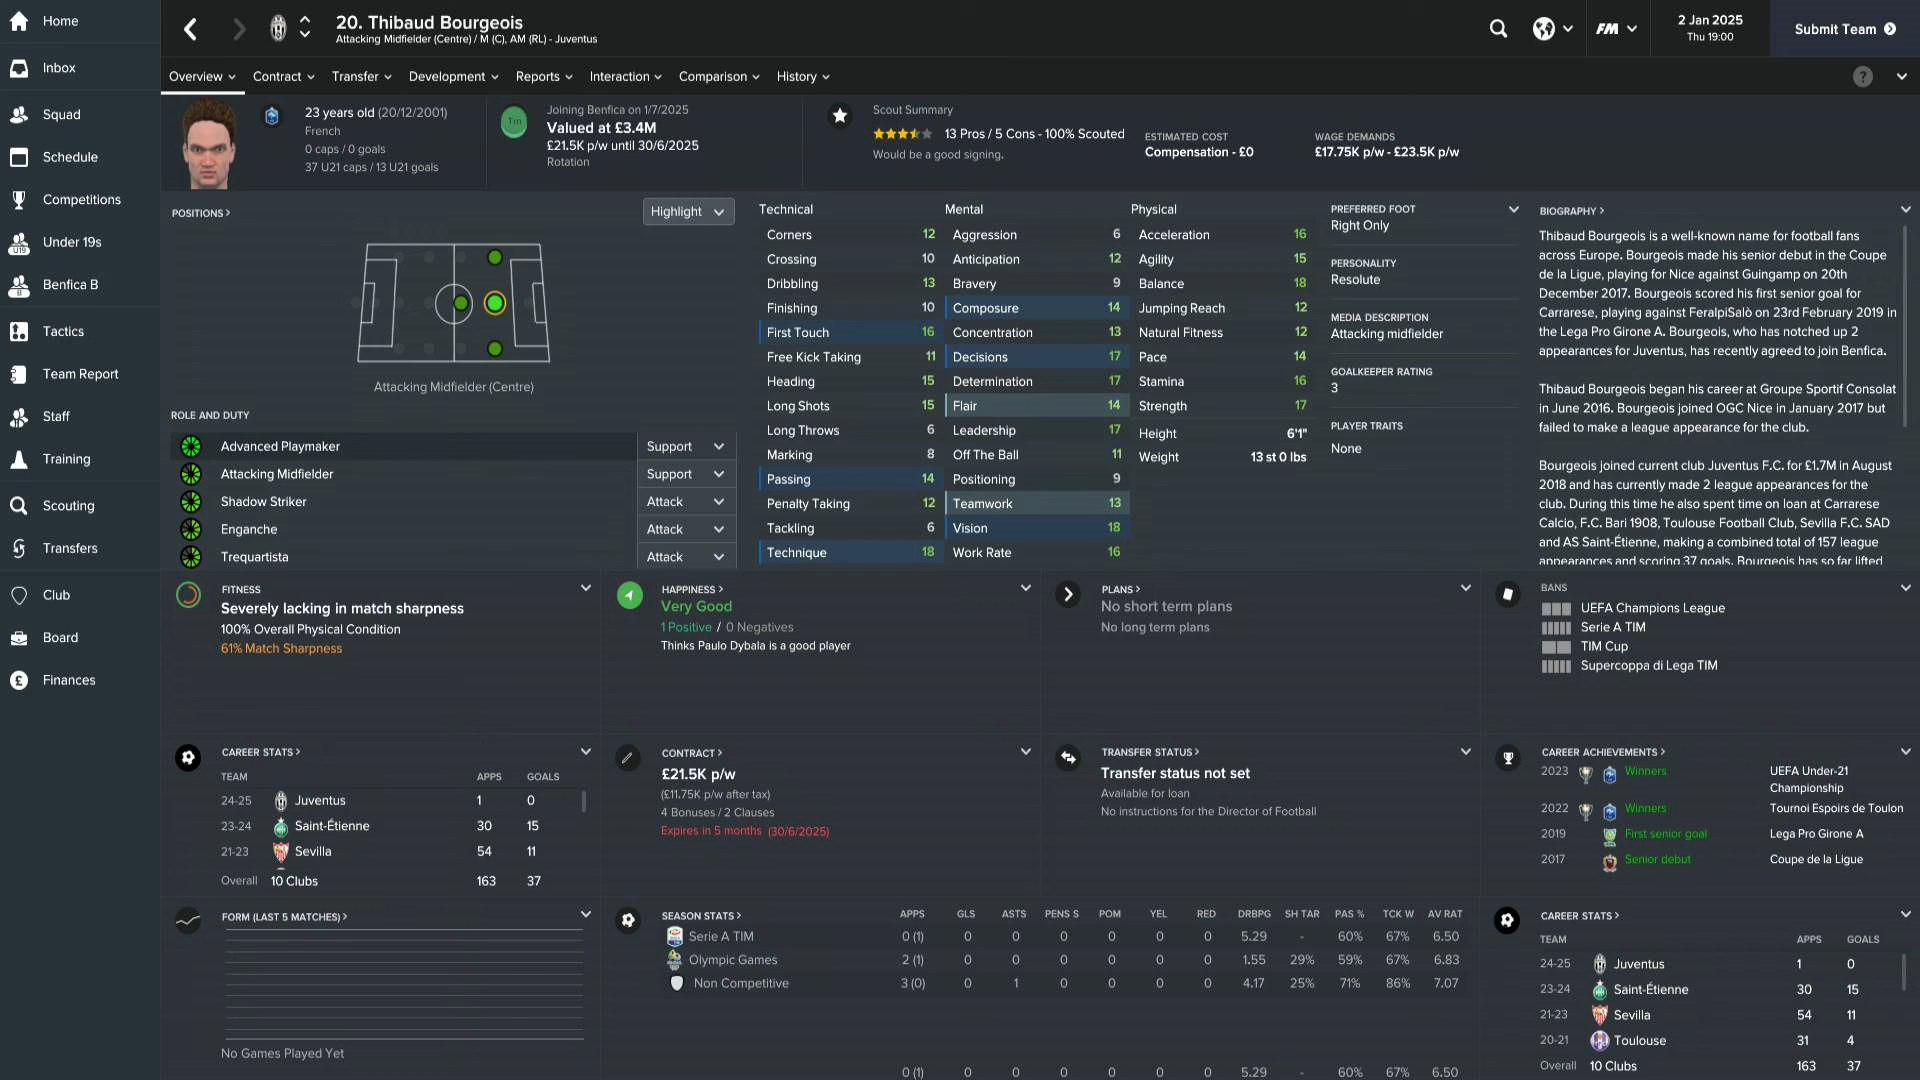 Home
Inbox
Squad
Schedule
Competitions
Under 19s
Benfica B
Tactics
Team Report
Staff
Training
Scouting
Transfers
Club
Board
Finances
20. Thibaud Bourgeois
Attacking Midfielder (Centre) / M (C), AM (RL) - Juventus
FM
2 Jan 2025
Thu 19:00
Submit Team
Overview Contract Transfer Development Reports Interaction Comparison History
?
23 years old (20/12/2001)
French
0 caps / 0 goals
37 U21 caps / 13 U21 goals
Trn
Joining Benfica on 1/7/2025
Valued at £3.4M
£21.5K p/w until 30/6/2025
Rotation
Scout Summary
13 Pros / 5 Cons - 100% Scouted
Would be a good signing.
ESTIMATED COST
Compensation - £0
WAGE DEMANDS
£17.75K p/w - £23.5K p/w
POSITIONS >
Highlight
Attacking Midfielder (Centre)
ROLE AND DUTY
Advanced Playmaker Support
Attacking Midfielder Support
Shadow Striker Attack
Enganche Attack
Trequartista Attack
Technical
Corners 12
Crossing 10
Dribbling 13
Finishing 10
First Touch 16
Free Kick Taking 11
Heading 15
Long Shots 15
Long Throws 6
Marking 8
Passing 14
Penalty Taking 12
Tackling 6
Technique 18
Mental
Aggression 6
Anticipation 12
Bravery 9
Composure 14
Concentration 13
Decisions 17
Determination 17
Flair 14
Leadership 17
Off The Ball 11
Positioning 9
Teamwork 13
Vision 18
Work Rate 16
Physical
Acceleration 16
Agility 15
Balance 18
Jumping Reach 12
Natural Fitness 12
Pace 14
Stamina 16
Strength 17
Height 6'1"
Weight 13 st 0 lbs
PREFERRED FOOT
Right Only
PERSONALITY
Resolute
MEDIA DESCRIPTION
Attacking midfielder
GOALKEEPER RATING
3
PLAYER TRAITS
None
BIOGRAPHY >
Thibaud Bourgeois is a well-known name for football fans
across Europe. Bourgeois made his senior debut in the Coupe
de la Ligue, playing for Nice against Guingamp on 20th
December 2017. Bourgeois scored his first senior goal for
Carrarese, playing against FeralpiSalò on 23rd February 2019 in
the Lega Pro Girone A. Bourgeois, who has notched up 2
appearances for Juventus, has recently agreed to join Benfica.
Thibaud Bourgeois began his career at Groupe Sportif Consolat
in June 2016. Bourgeois joined OGC Nice in January 2017 but
failed to make a league appearance for the club.
Bourgeois joined current club Juventus F.C. for £1.7M in August
2018 and has currently made 2 league appearances for the
club. During this time he also spent time on loan at Carrarese
Calcio, F.C. Bari 1908, Toulouse Football Club, Sevilla F.C. SAD
and AS Saint-Étienne, making a combined total of 157 league
appearances and scoring 37 goals. Bourgeois has so far lifted
FITNESS
Severely lacking in match sharpness
100% Overall Physical Condition
61% Match Sharpness
HAPPINESS >
Very Good
1 Positive / 0 Negatives
Thinks Paulo Dybala is a good player
PLANS >
No short term plans
No long term plans
BANS
UEFA Champions League
Serie A TIM
TIM Cup
Supercoppa di Lega TIM
CAREER STATS >
TEAM APPS GOALS
24-25 Juventus 1 0
23-24 Saint-Étienne 30 15
21-23 Sevilla 54 11
Overall 10 Clubs 163 37
CONTRACT >
£21.5K p/w
(£11.75K p/w after tax)
4 Bonuses / 2 Clauses
Expires in 5 months (30/6/2025)
TRANSFER STATUS >
Transfer status not set
Available for loan
No instructions for the Director of Football
CAREER ACHIEVEMENTS >
2023 Winners UEFA Under-21
Championship
2022 Winners Tournoi Espoirs de Toulon
2019 First senior goal Lega Pro Girone A
2017 Senior debut Coupe de la Ligue
FORM (LAST 5 MATCHES) >
No Games Played Yet
SEASON STATS > APPS GLS ASTS PENS S POM YEL RED DRBPG SH TAR PAS % TCK W AV RAT
Serie A TIM 0 (1) 0 0 0 0 0 0 5.29 - 60% 67% 6.50
Olympic Games 2 (1) 0 0 0 0 0 0 1.55 29% 59% 67% 6.83
Non Competitive 3 (0) 0 1 0 0 0 0 4.17 25% 71% 86% 7.07
0 (1) 0 0 0 0 0 0 5.29 - 60% 67% 6.50
CAREER STATS >
TEAM APPS GOALS
24-25 Juventus 1 0
23-24 Saint-Étienne 30 15
21-23 Sevilla 54 11
20-21 Toulouse 31 4
Overall 10 Clubs 163 37